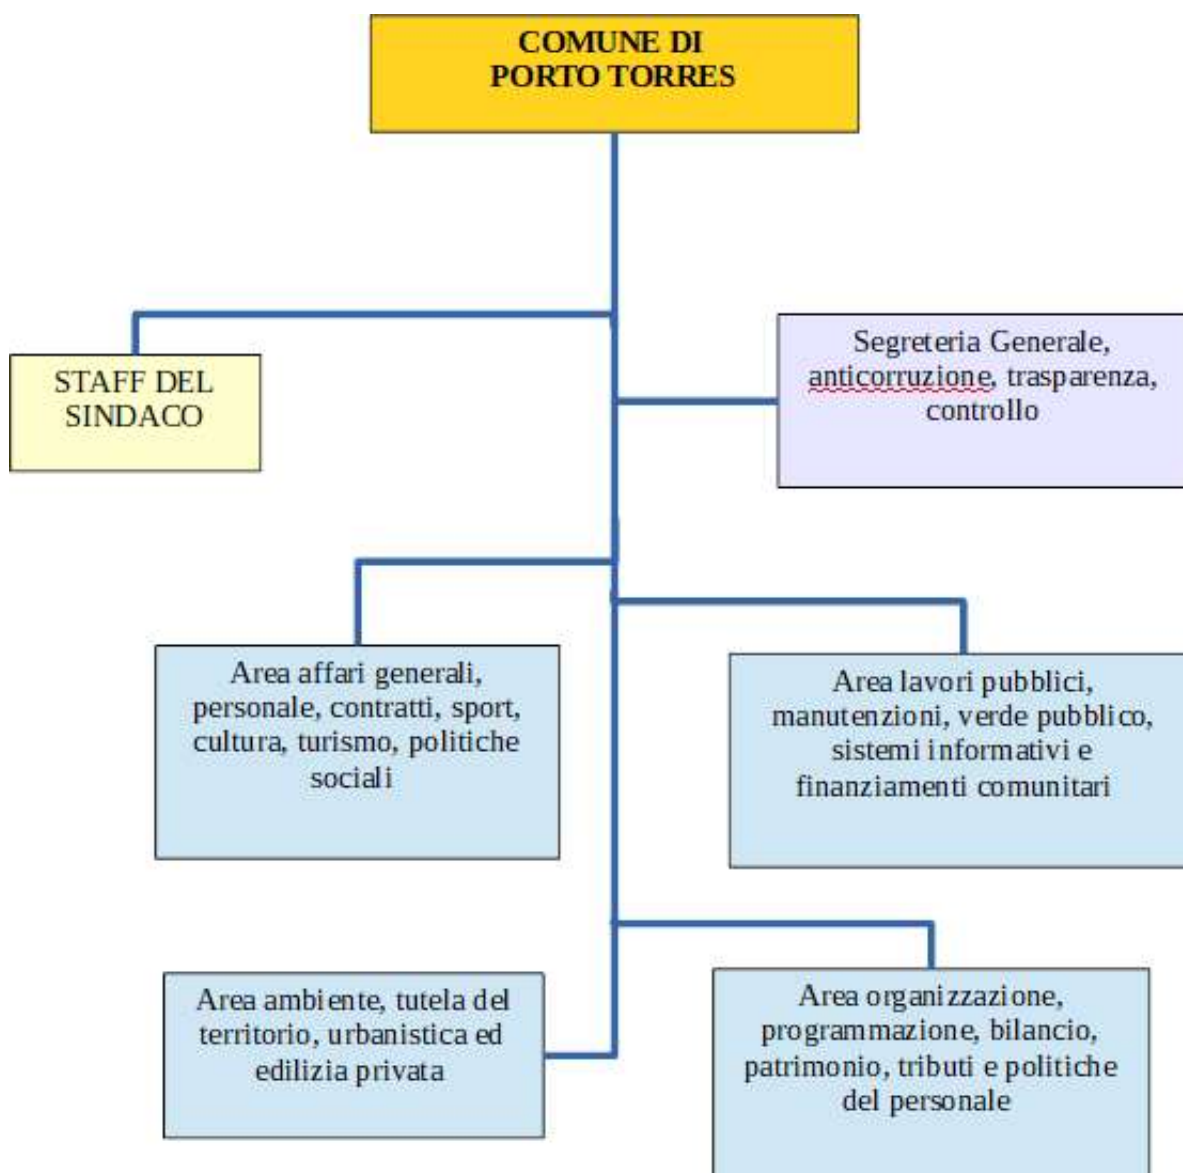 COMUNE DI
PORTO TORRES
STAFF DEL
SINDACO
Segreteria Generale,
anticorruzione, trasparenza,
controllo
Area affari generali,
personale, contratti, sport,
cultura, turismo, politiche
sociali
Area lavori pubblici,
manutenzioni, verde pubblico,
sistemi informativi e
finanziamenti comunitari
Area ambiente, tutela del
territorio, urbanistica ed
edilizia privata
Area organizzazione,
programmazione, bilancio,
patrimonio, tributi e politiche
del personale